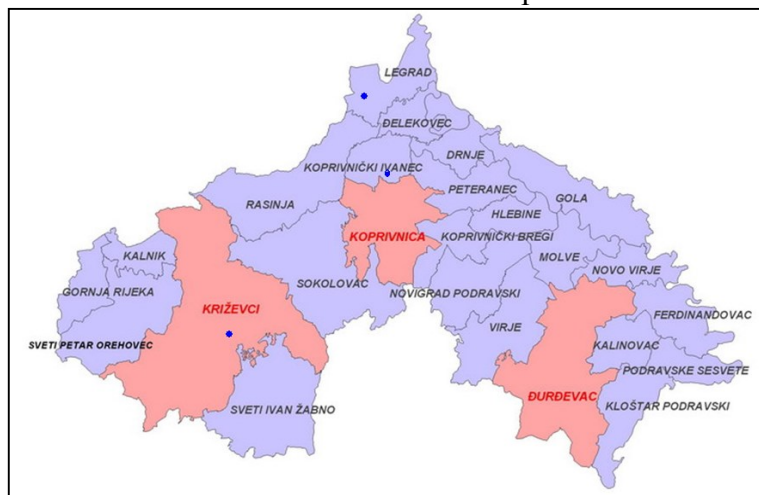 LEGRAD
ĐELEKOVEC
DRNJE
KOPRIVNIČKI IVANEC
PETERANEC
GOLA
RASINJA
HLEBINE
KOPRIVNICA
KOPRIVNIČKI BREGI
KALNIK
MOLVE
NOVO VIRJE
SOKOLOVAC
GORNJA RIJEKA
NOVIGRAD PODRAVSKI
KRIŽEVCI
FERDINANDOVAC
VIRJE
SVETI PETAR OREHOVEC
KALINOVAC
PODRAVSKE SESVETE
ĐURĐEVAC
KLOŠTAR PODRAVSKI
SVETI IVAN ŽABNO